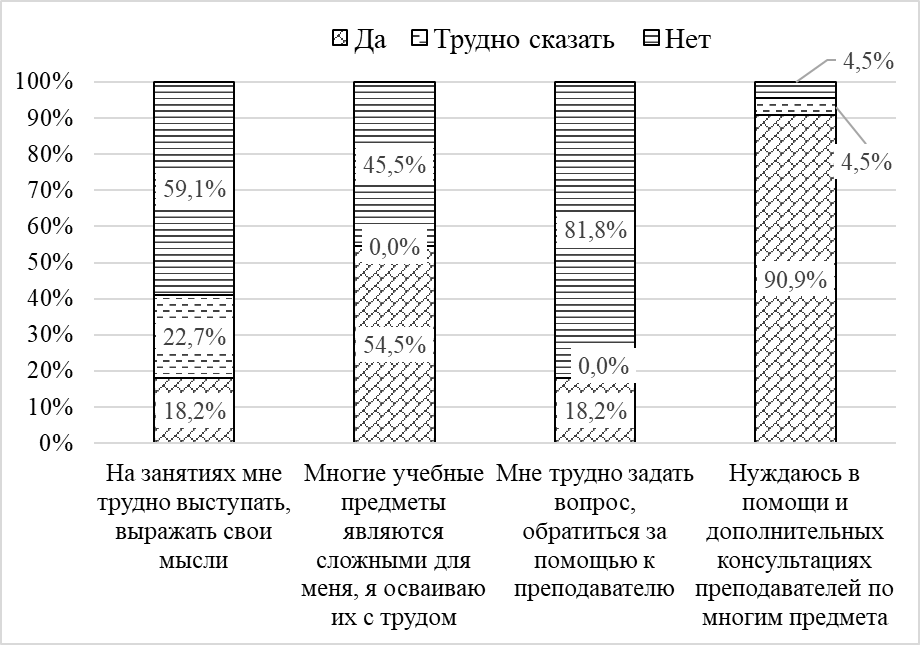 Да Трудно сказать Нет
4,5%
100%
90%
80%
70%
60%
50%
40%
30%
20%
10%
0%
59,1%
22,7%
18,2%
45,5%
0,0%
54,5%
81,8%
0,0%
18,2%
4,5%
90,9%
На занятиях мне
трудно выступать,
выражать свои
мысли
Многие учебные
предметы
являются
сложными для
меня, я осваиваю
их с трудом
Мне трудно задать
вопрос,
обратиться за
помощью к
преподавателю
Нуждаюсь в
помощи и
дополнительных
консультациях
преподавателей по
многим предмета